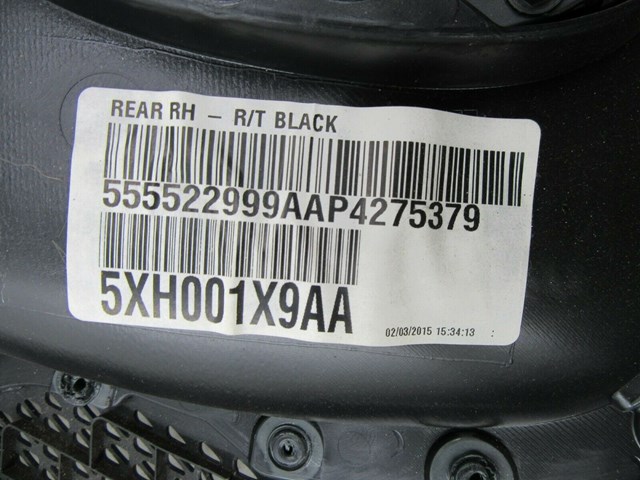 REAR RH - R/T BLACK
555522999AAP4275379
5XH001X9AA
02/03/2015 15:34:13 :